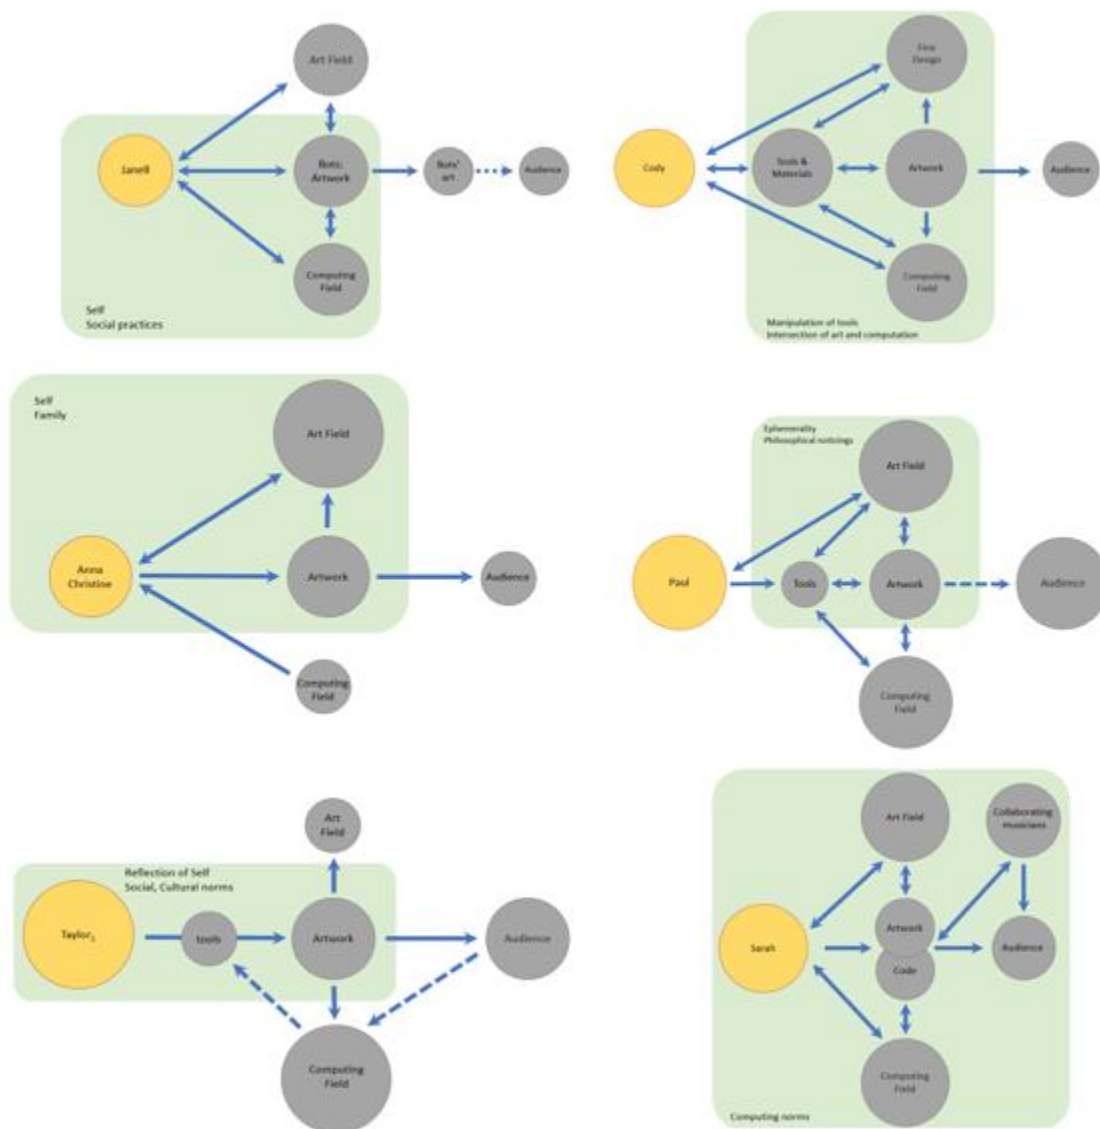 Art Field
Janell
Bots:
Artwork
Bots'
art
Audience
Computing
Field
Self
Social practices
Fine
Design
Cody
Tools &
Materials
Artwork
Audience
Computing
Field
Manipulation of tools
Intersection of art and computation
Self
Family
Art Field
Anna
Christine
Artwork
Audience
Computing
Field
Ephemerality
Philosophical noticings
Art Field
Paul
Tools
Artwork
Audience
Computing
Field
Art
Field
Reflection of Self
Social, Cultural norms
Taylor
tools
Artwork
Audience
Computing
Field
Art Field
Collaborating
musicians
Sarah
Artwork
Code
Audience
Computing
Field
Computing norms